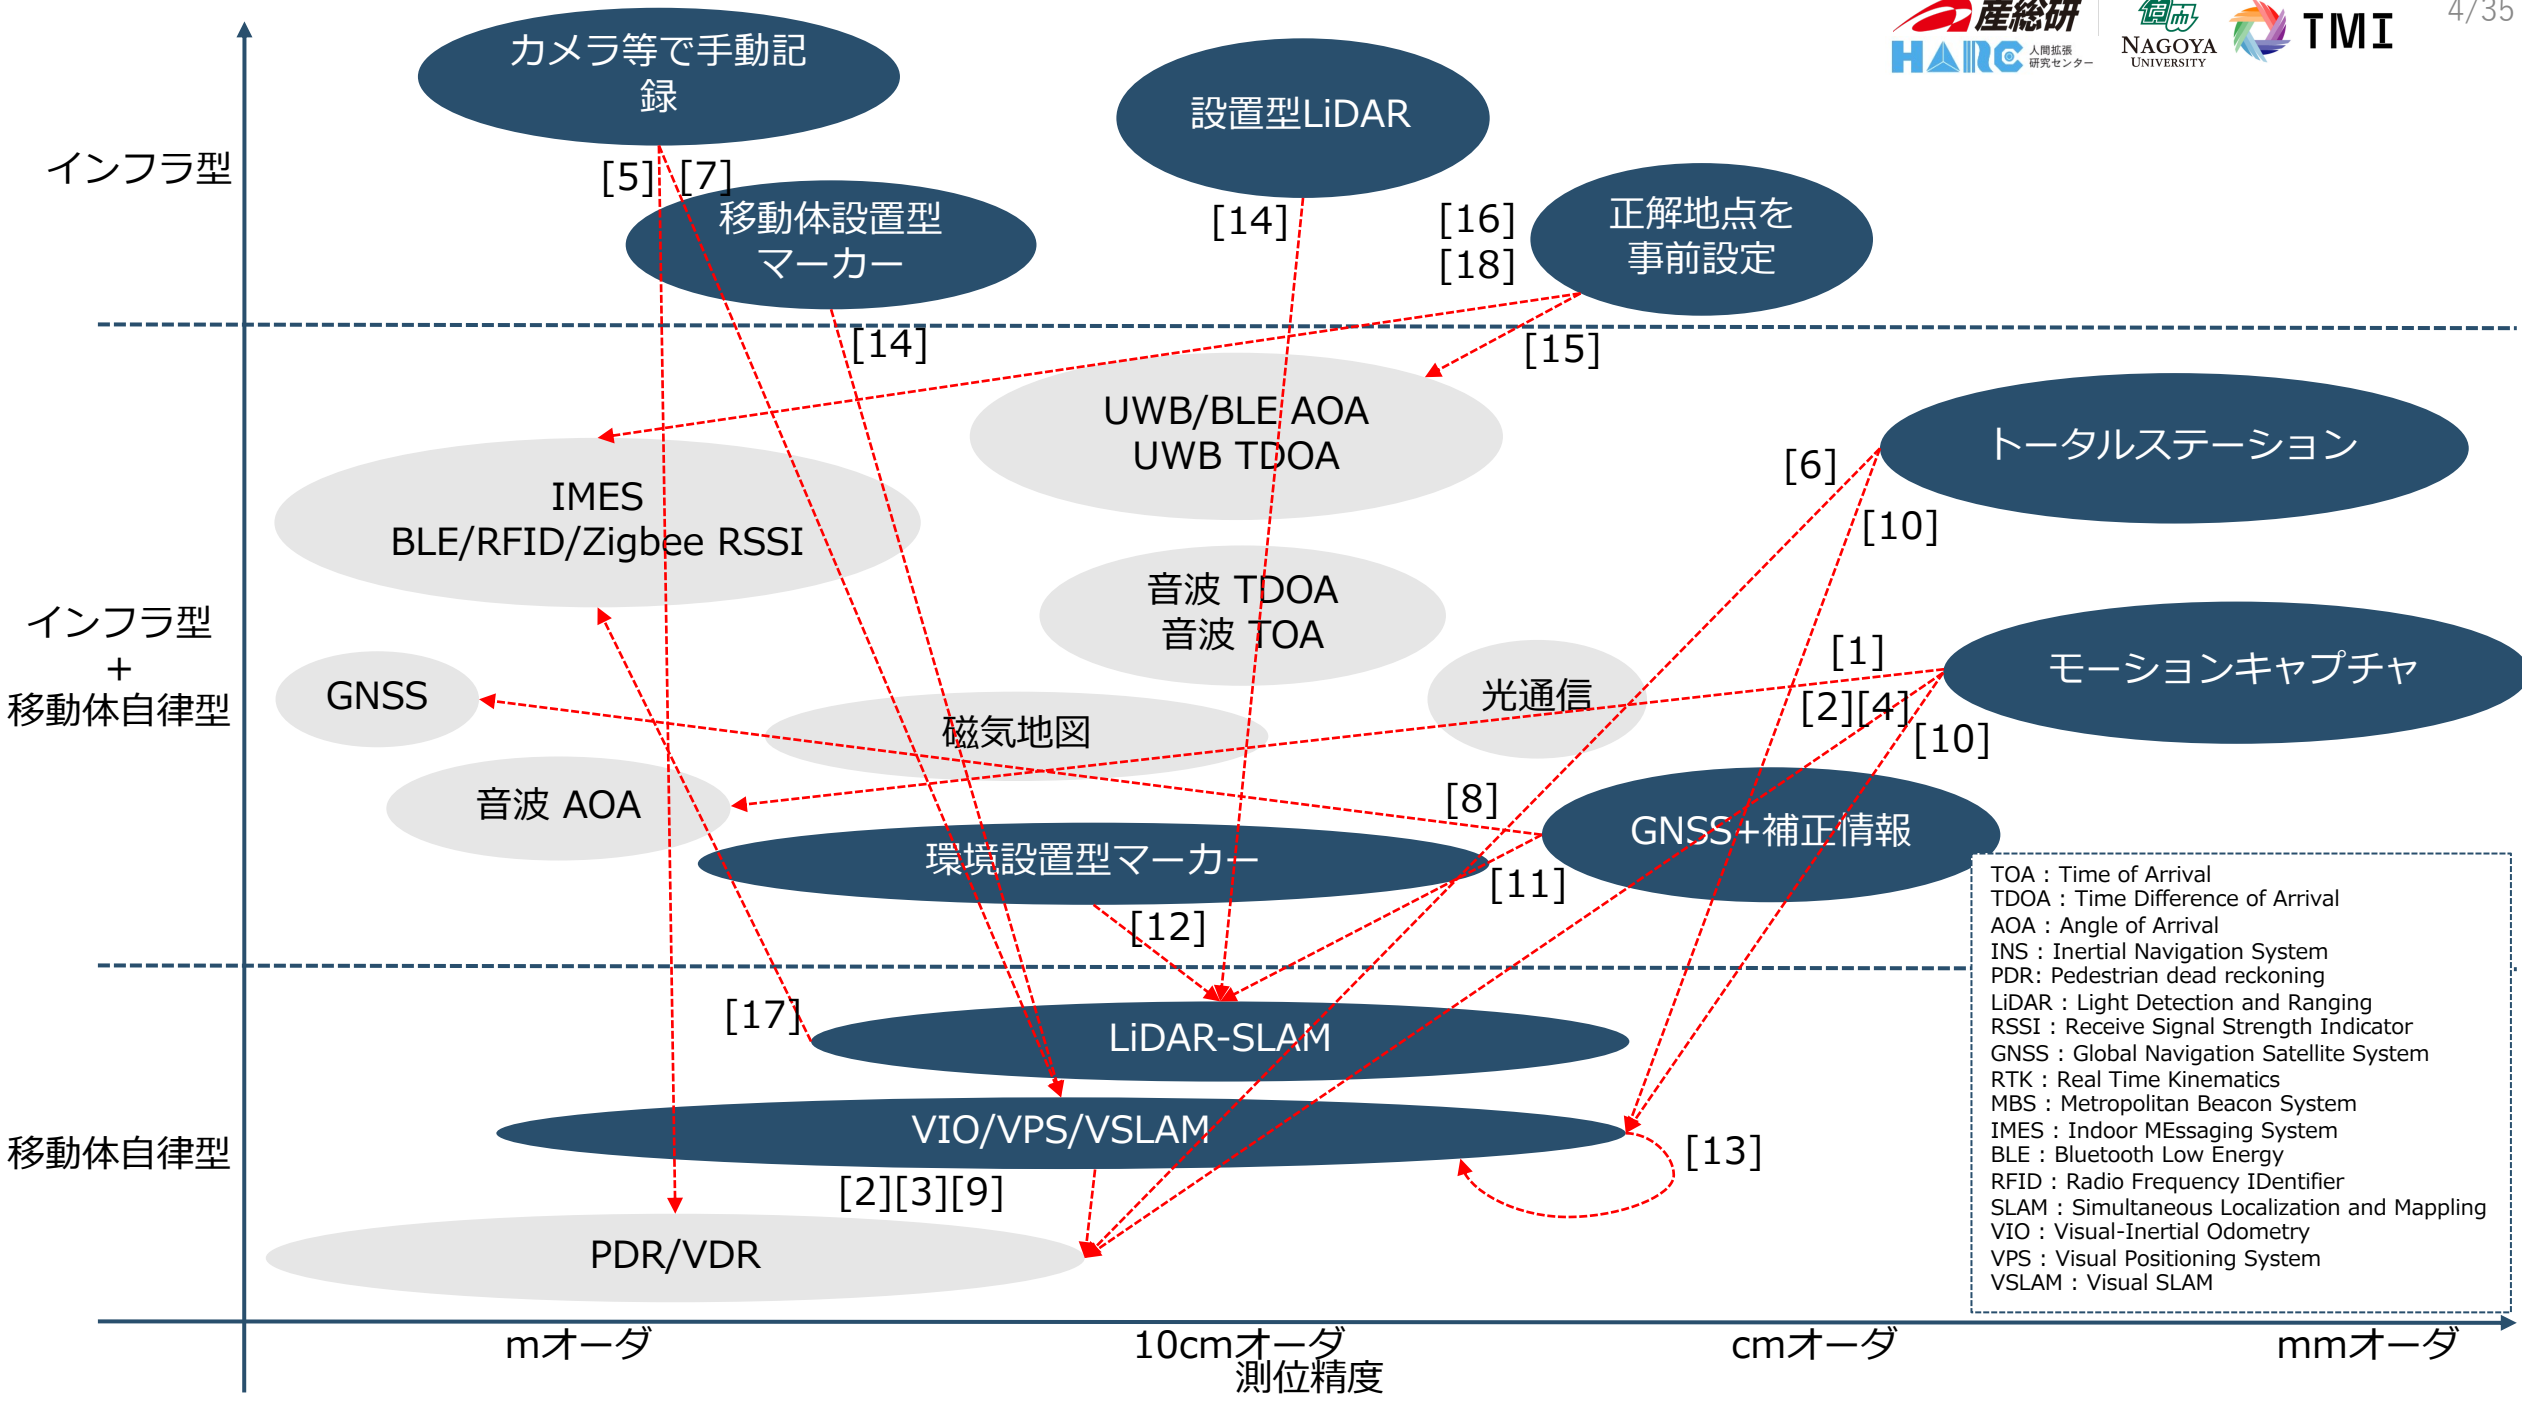 産総研
HARC
人間拡張
研究センター
NAGOYA
UNIVERSITY
TMI
4/35
カメラ等で手動記
録
設置型LiDAR
インフラ型
[5]
[7]
移動体設置型
マーカー
[14]
[16]
[18]
正解地点を
事前設定
[14]
[15]
UWB/BLE AOA
UWB TDOA
トータルステーション
[6]
[10]
IMES
BLE/RFID/Zigbee RSSI
音波 TDOA
音波 TOA
インフラ型
+
移動体自律型
[1]
モーションキャプチャ
GNSS
光通信
[2][4]
[10]
磁気地図
音波 AOA
[8]
GNSS+補正情報
環境設置型マーカー
[11]
[12]
TOA : Time of Arrival
TDOA : Time Difference of Arrival
AOA : Angle of Arrival
INS : Inertial Navigation System
PDR: Pedestrian dead reckoning
LiDAR : Light Detection and Ranging
RSSI : Receive Signal Strength Indicator
GNSS : Global Navigation Satellite System
RTK : Real Time Kinematics
MBS : Metropolitan Beacon System
IMES : Indoor MEssaging System
BLE : Bluetooth Low Energy
RFID : Radio Frequency IDentifier
SLAM : Simultaneous Localization and Mappling
VIO : Visual-Inertial Odometry
VPS : Visual Positioning System
VSLAM : Visual SLAM
[17]
LiDAR-SLAM
移動体自律型
VIO/VPS/VSLAM
[13]
[2][3][9]
PDR/VDR
mオーダ
10cmオーダ
cmオーダ
mmオーダ
測位精度